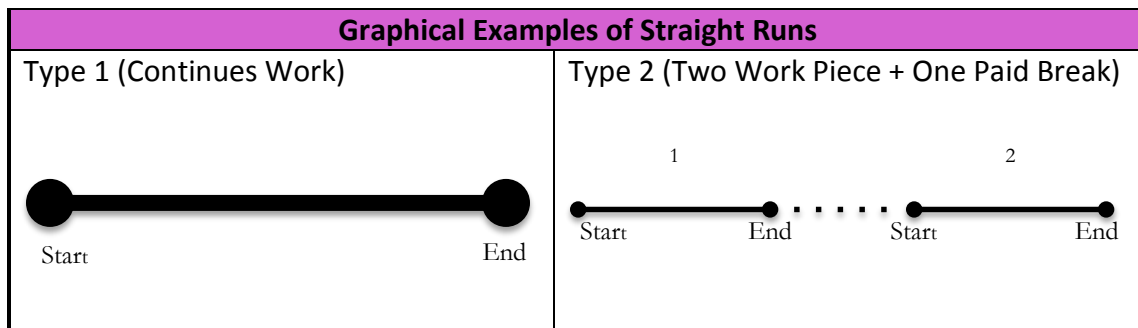 Graphical Examples of Straight Runs
Type 1 (Continues Work)
Start
End
Type 2 (Two Work Piece + One Paid Break)
1
2
Start
End
Start
End